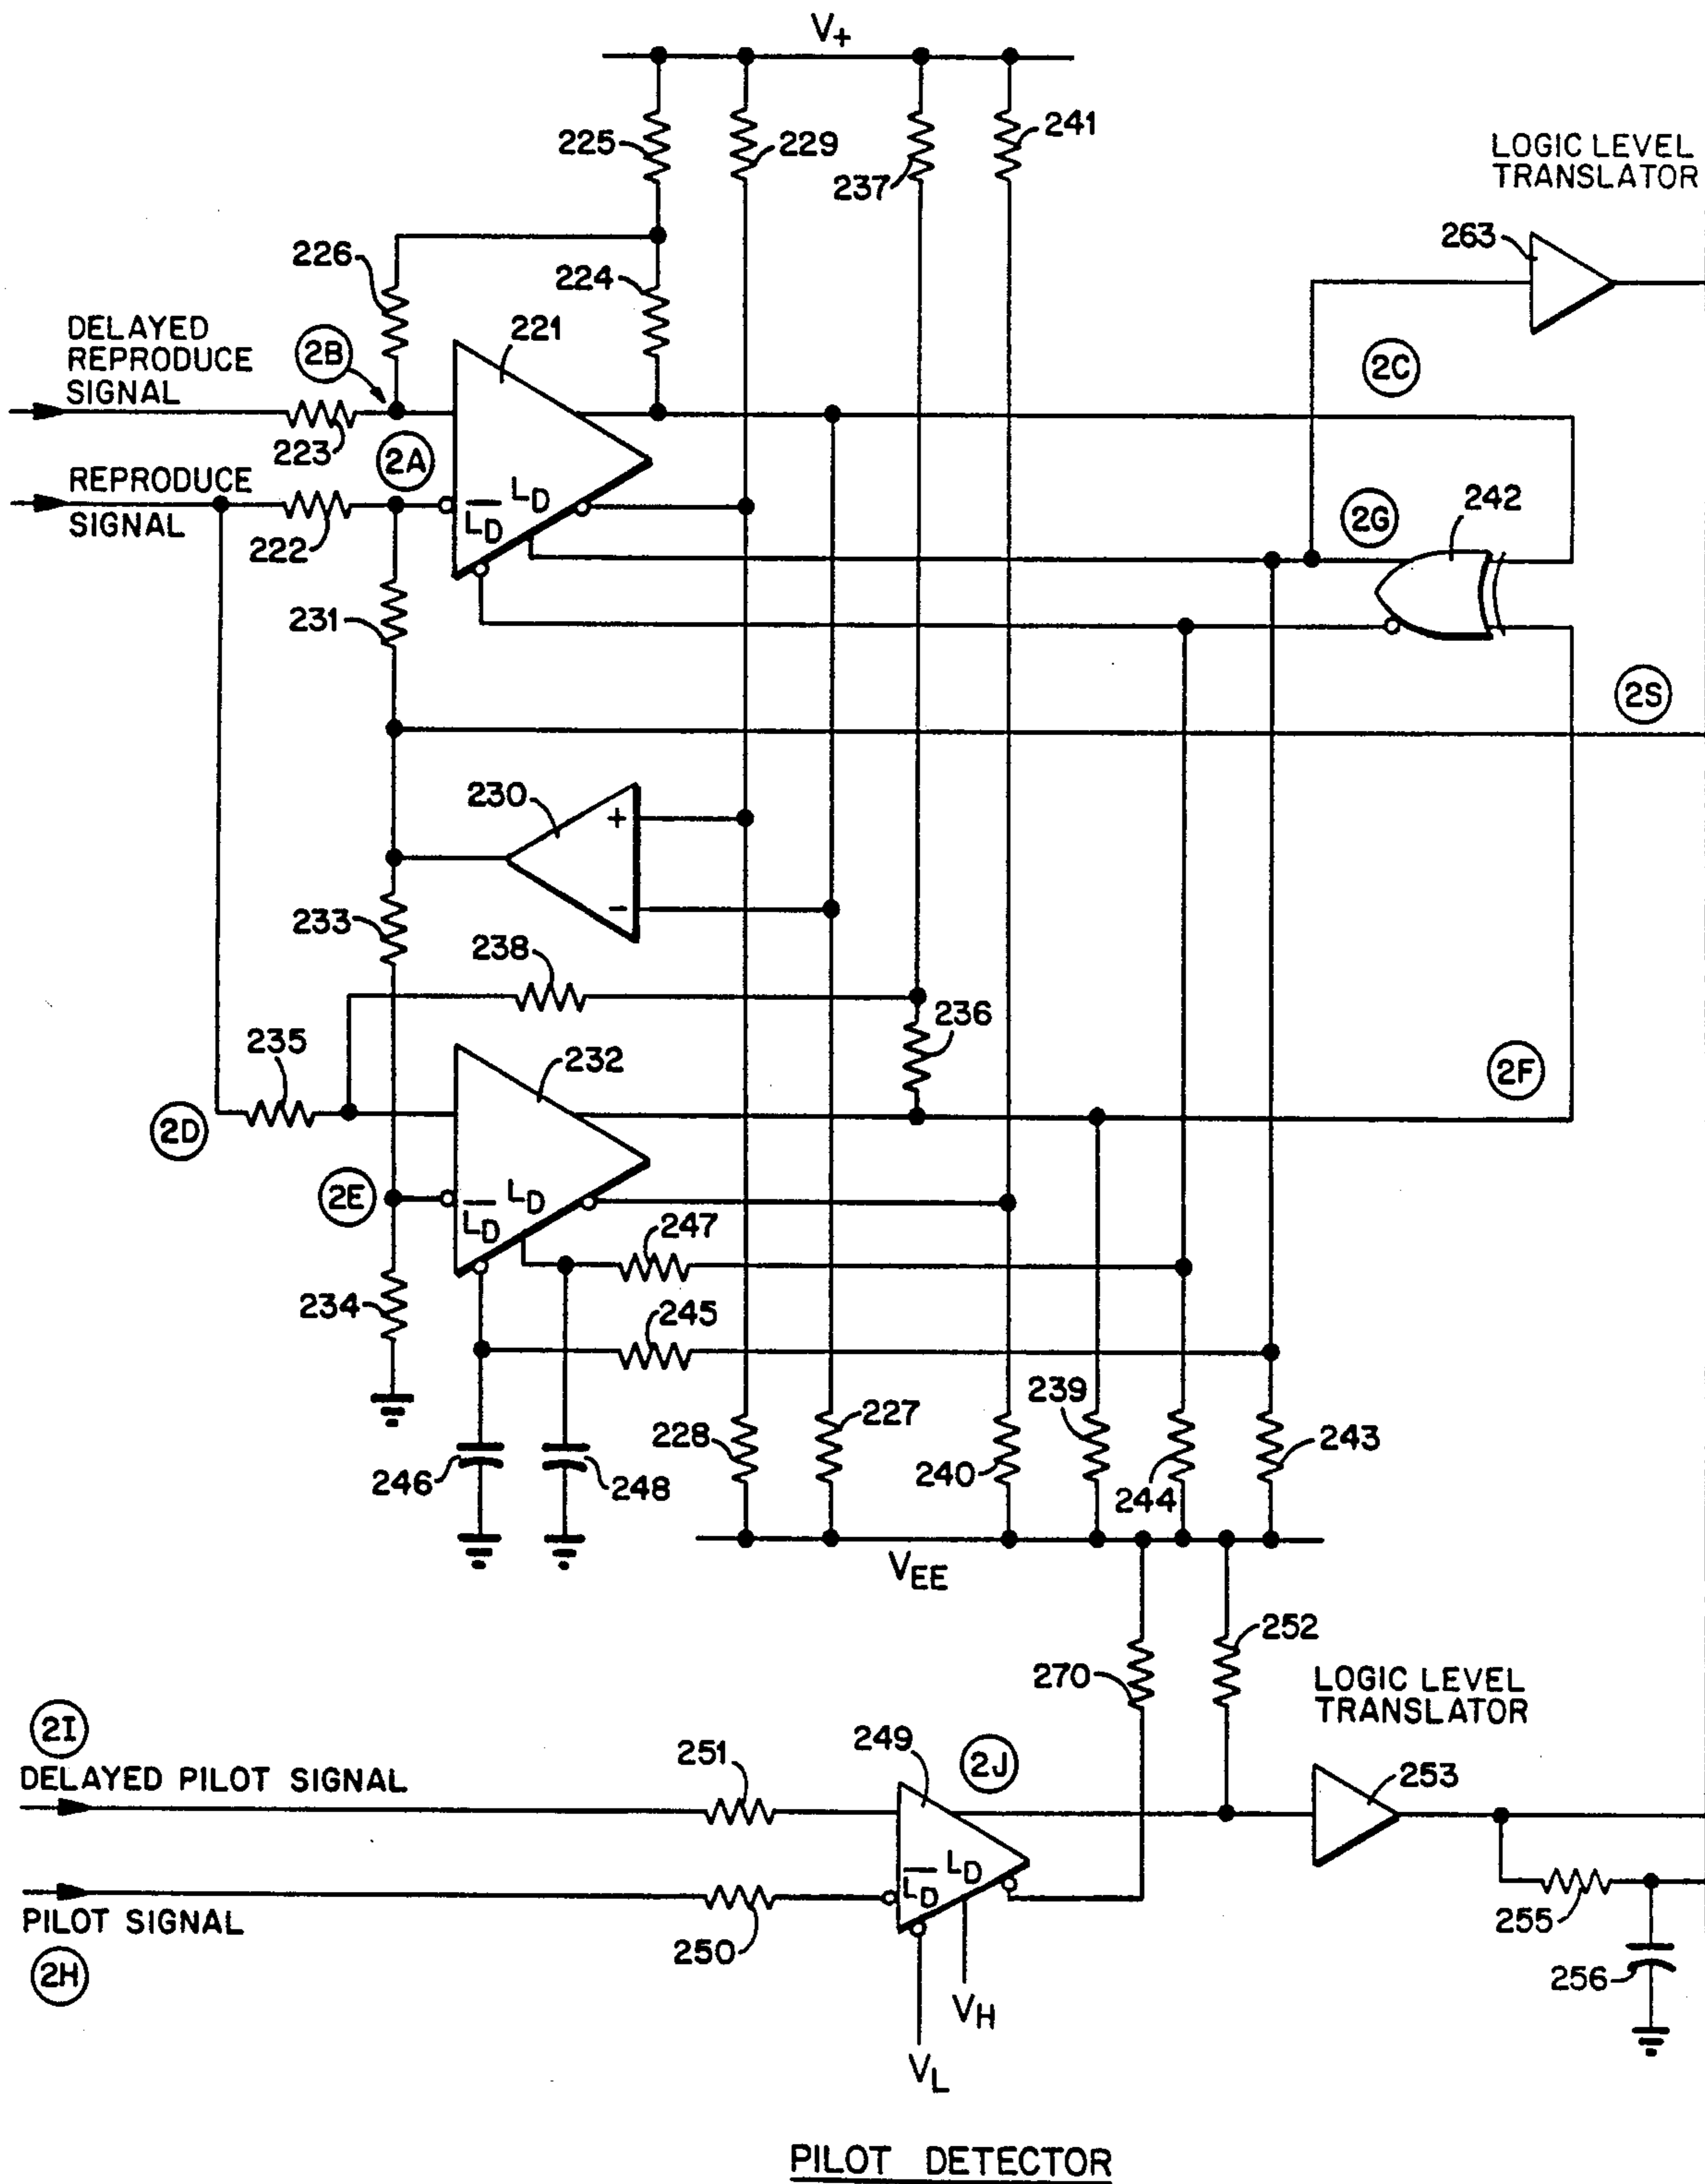 V+
225
229
237
241
LOGIC LEVEL
TRANSLATOR
263
226
224
221
DELAYED
REPRODUCE
SIGNAL
2B
2C
223
2A
REPRODUCE
SIGNAL
222
LD
LD
2G
242
231
2S
230
+
-
233
238
236
235
232
2F
2D
2E
LD
LD
247
245
234
239
227
228
240
244
243
246
248
VEE
252
270
LOGIC LEVEL
TRANSLATOR
2I
DELAYED PILOT SIGNAL
251
249
2J
253
LD
LD
PILOT SIGNAL
250
2H
255
256
VH
VL
PILOT DETECTOR